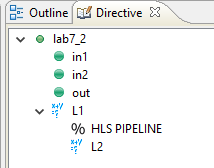 Outline Directive
lab7_2
in1
in2
out
L1
% HLS PIPELINE
L2